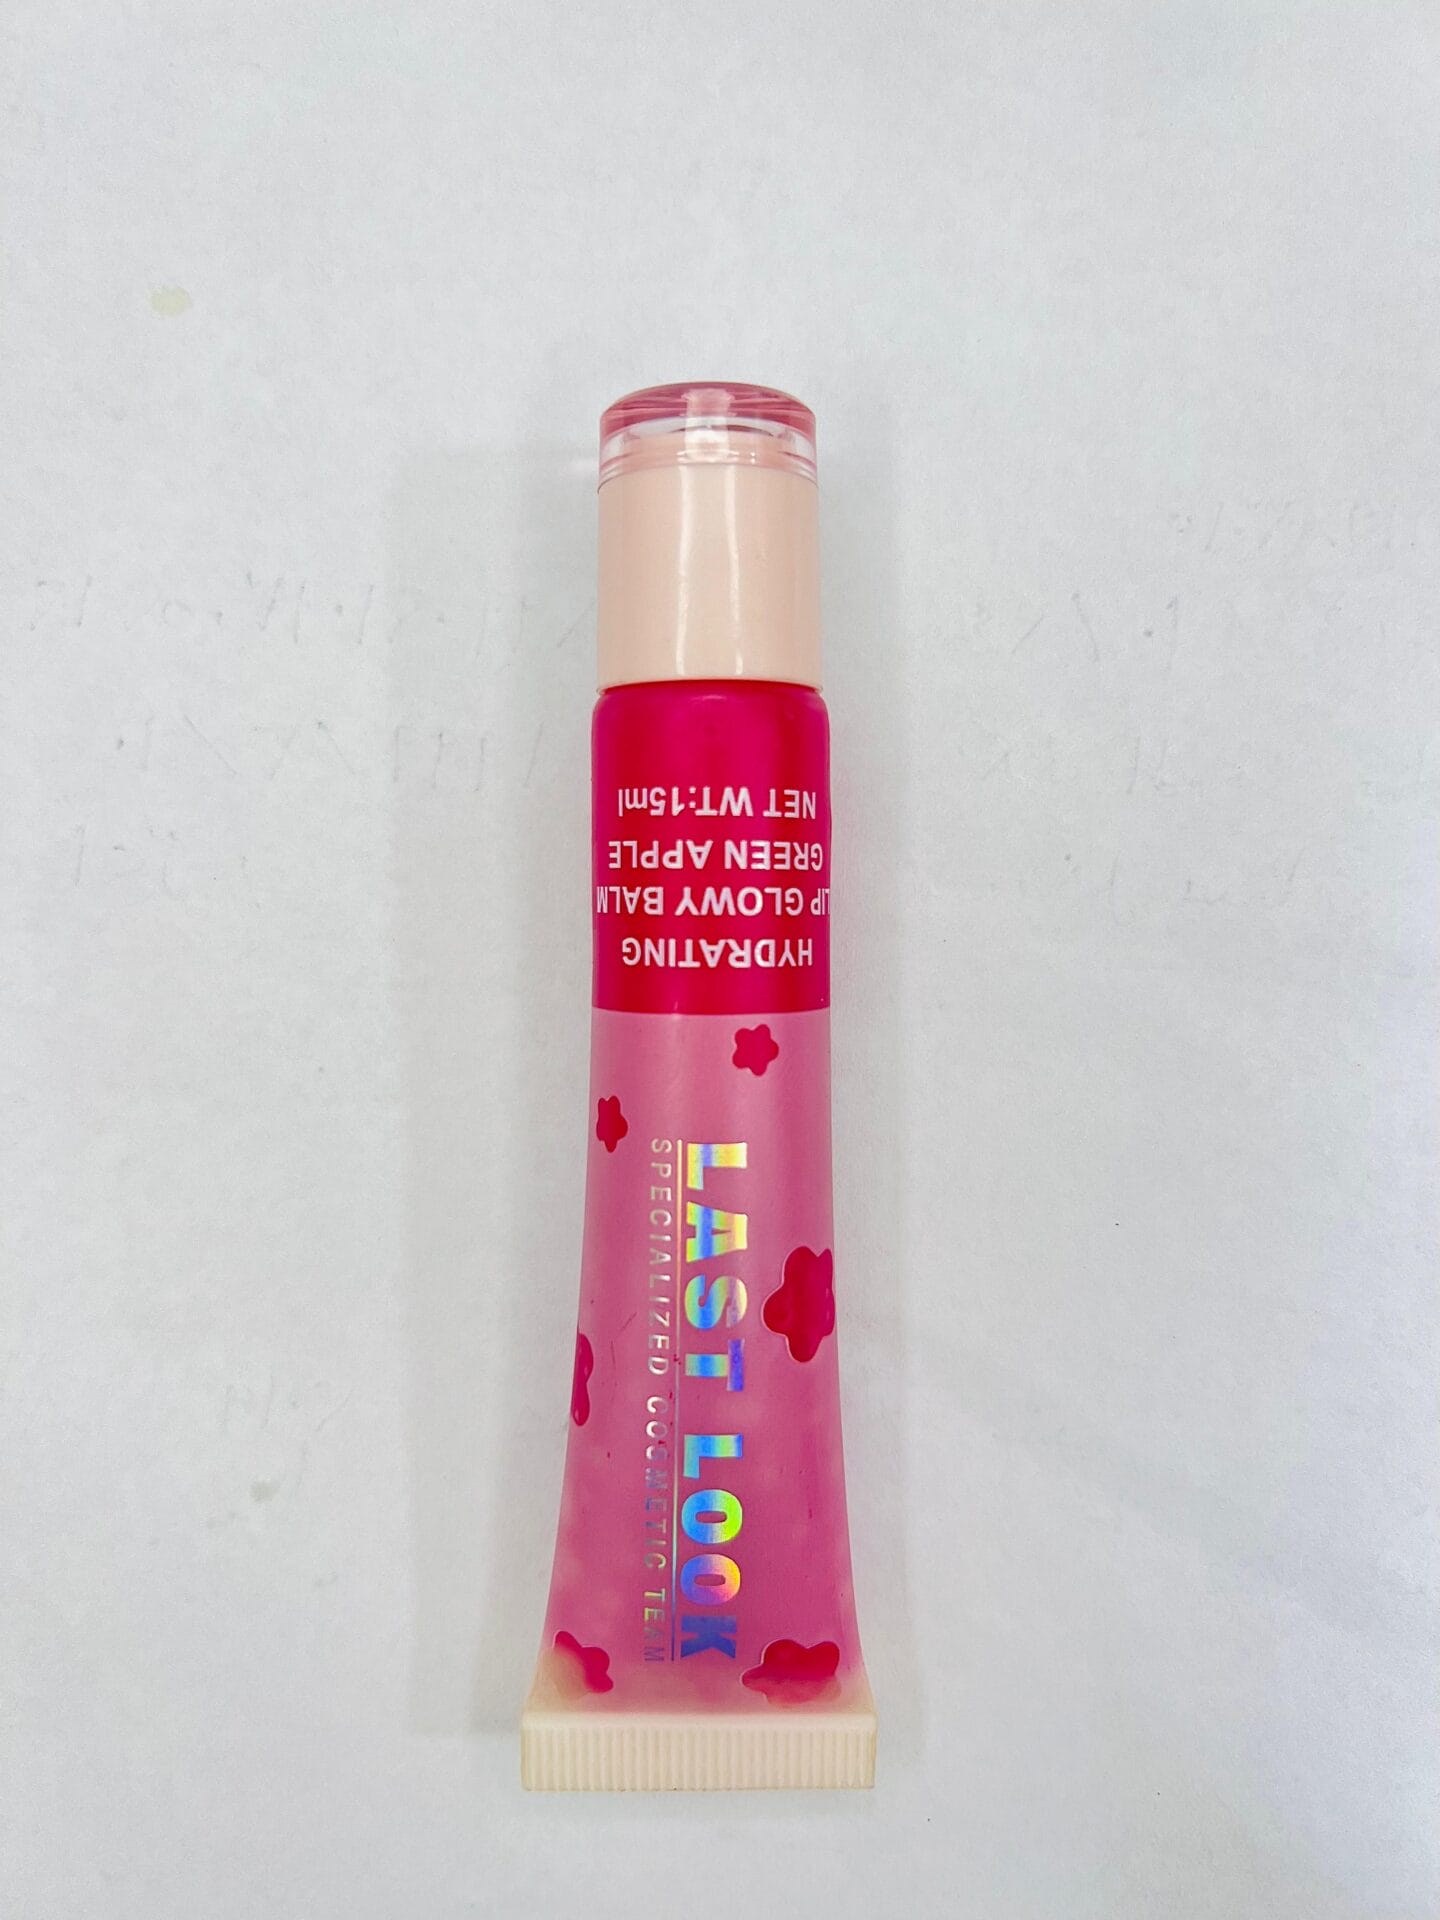 HYDRATING
LIP GLOWY BALM
GREEN APPLE
NET WT:15ml
LAST LOOK
SPECIALIZED COSMETIC TEAM